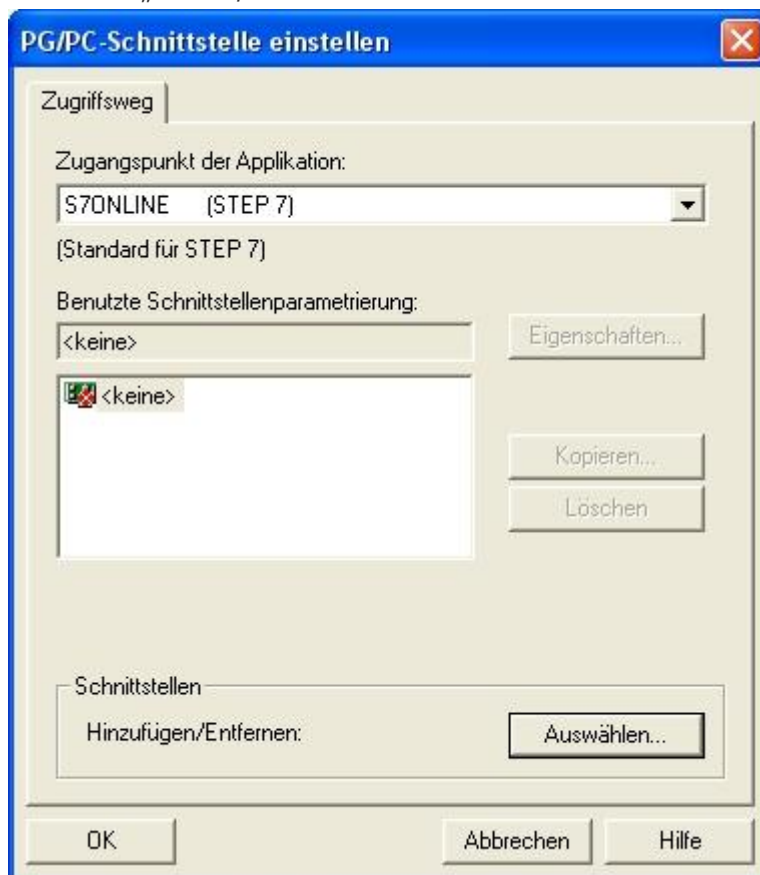 PG/PC-Schnittstelle einstellen
Zugriffsweg
Zugangspunkt der Applikation:
S7ONLINE (STEP 7)
(Standard für STEP 7)
Benutzte Schnittstellenparametrierung:
<keine>
Eigenschaften...
<keine>
Kopieren...
Löschen
Schnittstellen
Hinzufügen/Entfernen:
Auswählen...
OK
Abbrechen
Hilfe